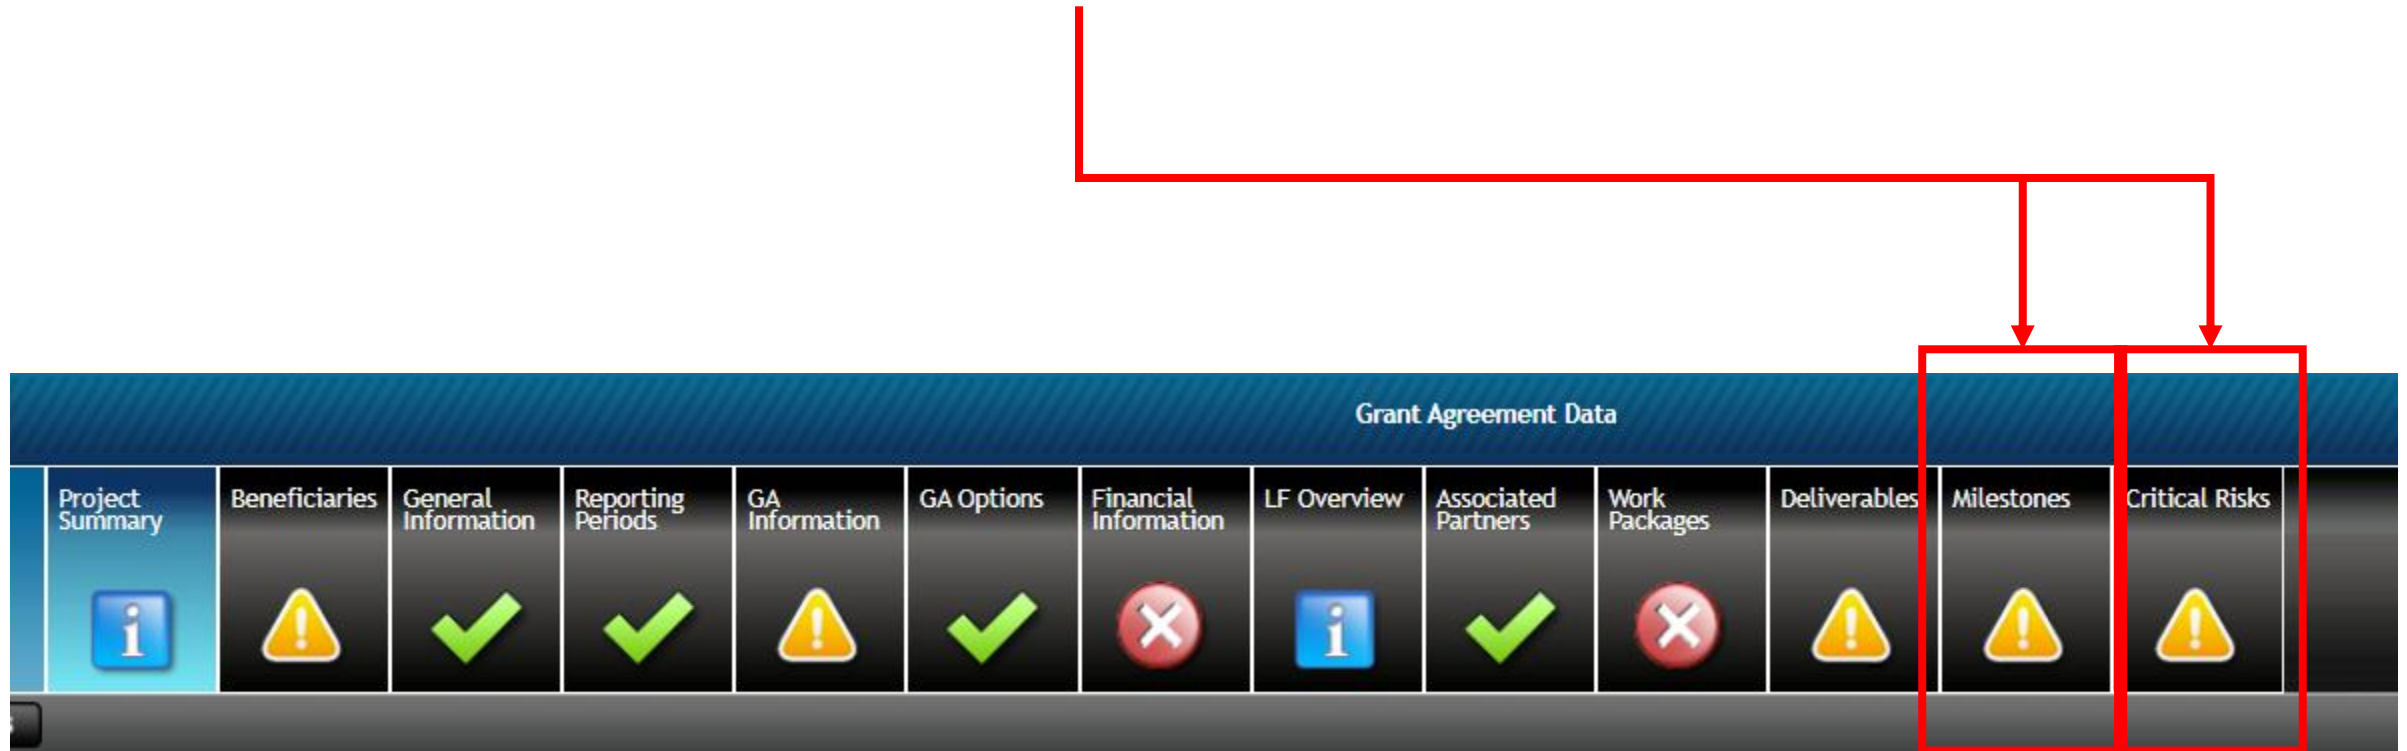 Grant Agreement Data
Project
Summary
Beneficiaries
General
Information
Reporting
Periods
GA
Information
GA Options
Financial
Information
LF Overview
Associated
Partners
Work
Packages
Deliverables
Milestones
Critical Risks